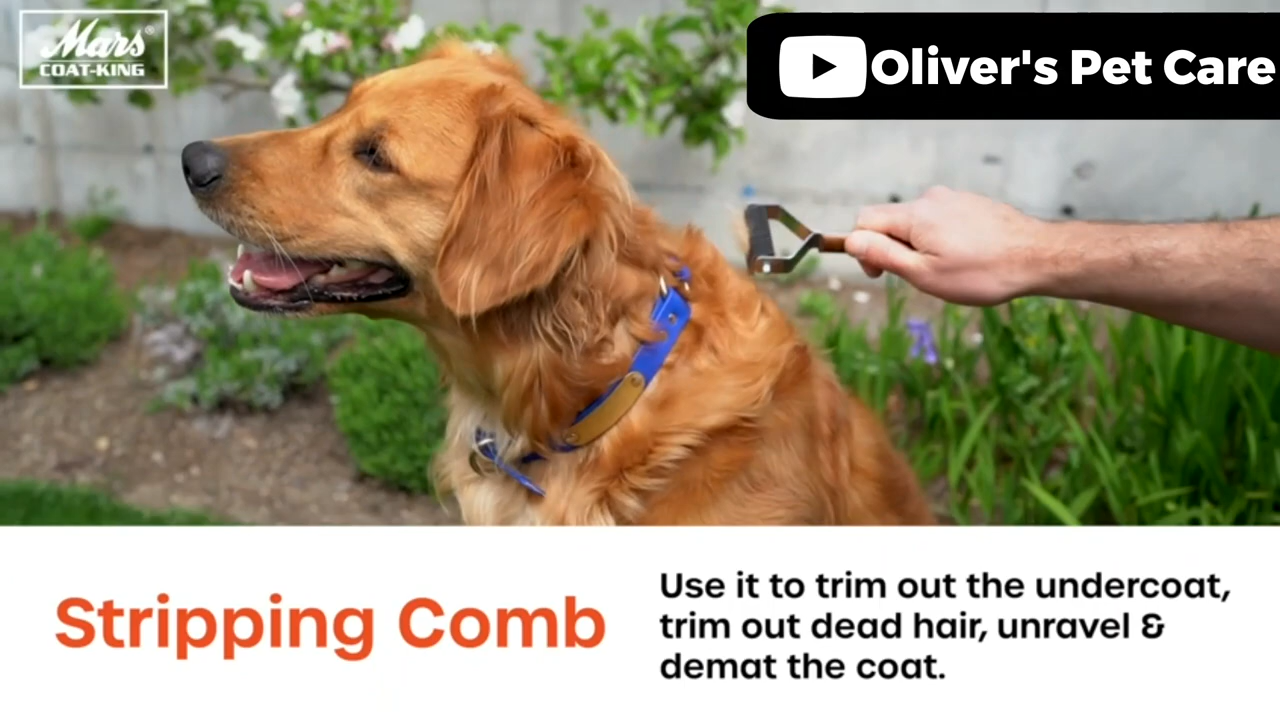 Mars®
COAT-KING
Oliver's Pet Care
Stripping Comb
Use it to trim out the undercoat,
trim out dead hair, unravel &
demat the coat.